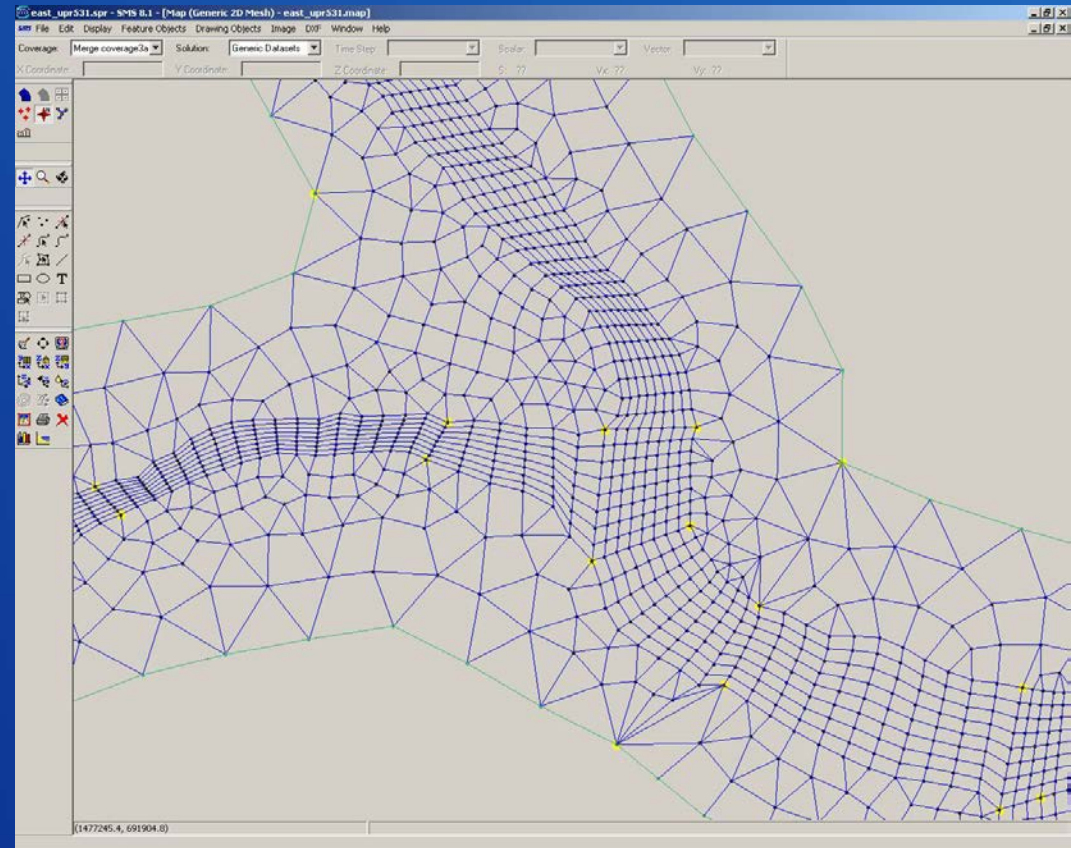 east_upr531.spr - SMS 8.1 - [Map (Generic 2D Mesh) - east_upr531.map]
SMS File Edit Display Feature Objects Drawing Objects Image DXF Window Help
Coverage: Merge coverage3a Solution: Generic Datasets Time Step: Scalar: Vector:
X Coordinate: Y Coordinate: Z Coordinate: S: ?? Vx: ?? Vy: ??
T
(1477245.4, 691904.8)